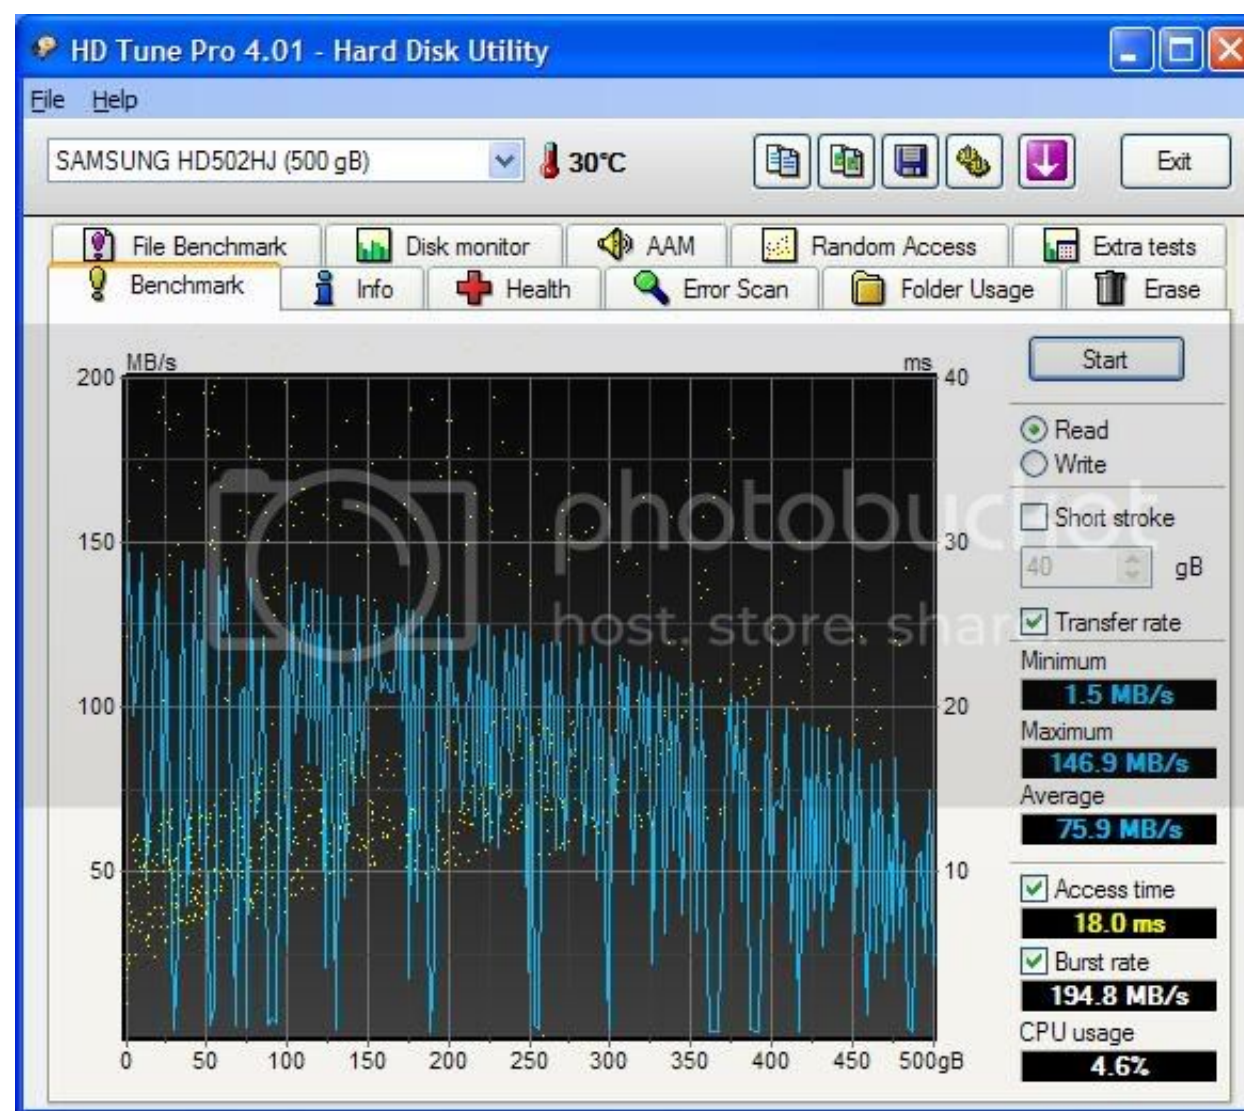 HD Tune Pro 4.01 - Hard Disk Utility
File Help
SAMSUNG HD502HJ (500 gB) 30°C Exit
File Benchmark Disk monitor AAM Random Access Extra tests
Benchmark Info Health Error Scan Folder Usage Erase
MB/s ms
200 40
150 30
100 20
50 10
0 50 100 150 200 250 300 350 400 450 500gB
Start
Read
Write
Short stroke
40 gB
Transfer rate
Minimum
1.5 MB/s
Maximum
146.9 MB/s
Average
75.9 MB/s
Access time
18.0 ms
Burst rate
194.8 MB/s
CPU usage
4.6%
photobucket
host. store. share.